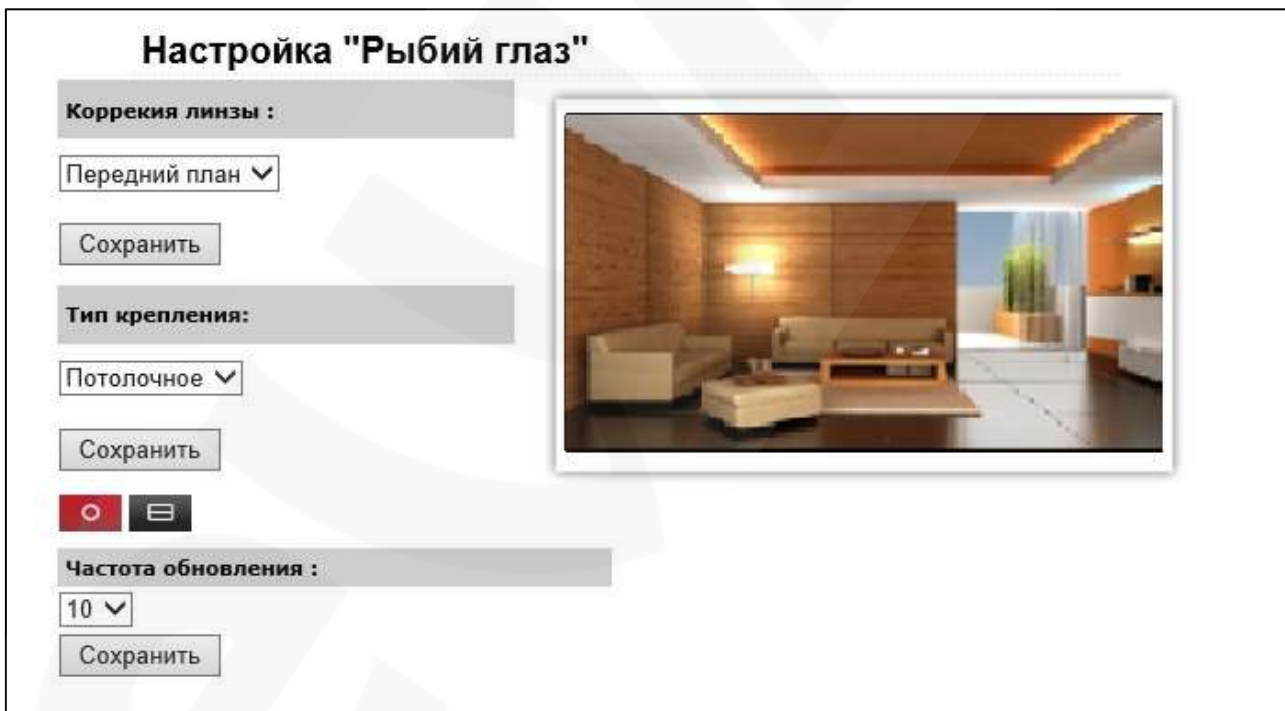 Настройка "Рыбий глаз"
Коррекия линзы :
Передний план
Сохранить
Тип крепления:
Потолочное
Сохранить
Частота обновления :
10
Сохранить